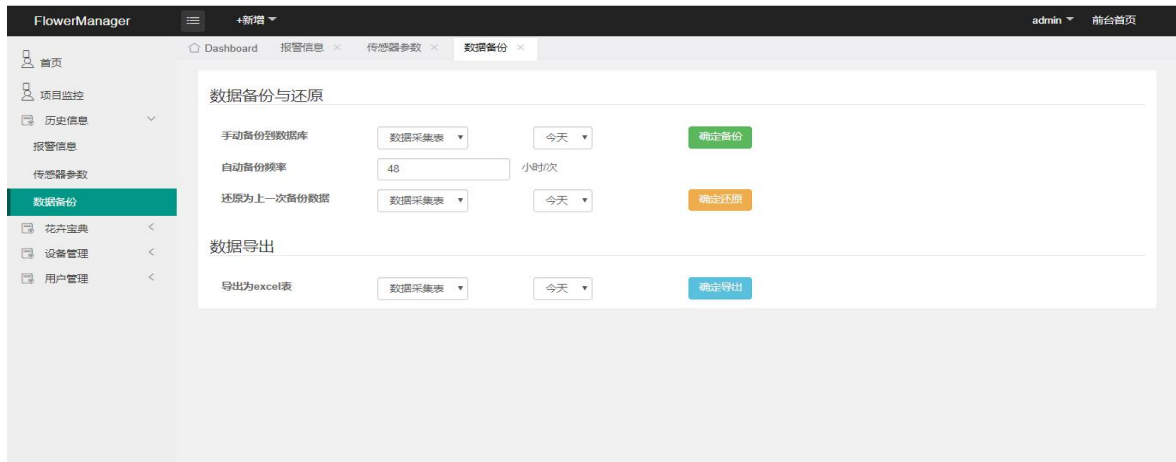 FlowerManager +新增 admin 前台首页
Dashboard 报警信息 × 传感器参数 × 数据备份 ×
首页
项目监控
历史信息
报警信息
传感器参数
数据备份
花卉宝典
设备管理
用户管理
数据备份与还原
手动备份到数据库 数据采集表 今天 确定备份
自动备份频率 48 小时/次
还原为上一次备份数据 数据采集表 今天 确定还原
数据导出
导出为excel表 数据采集表 今天 确定导出